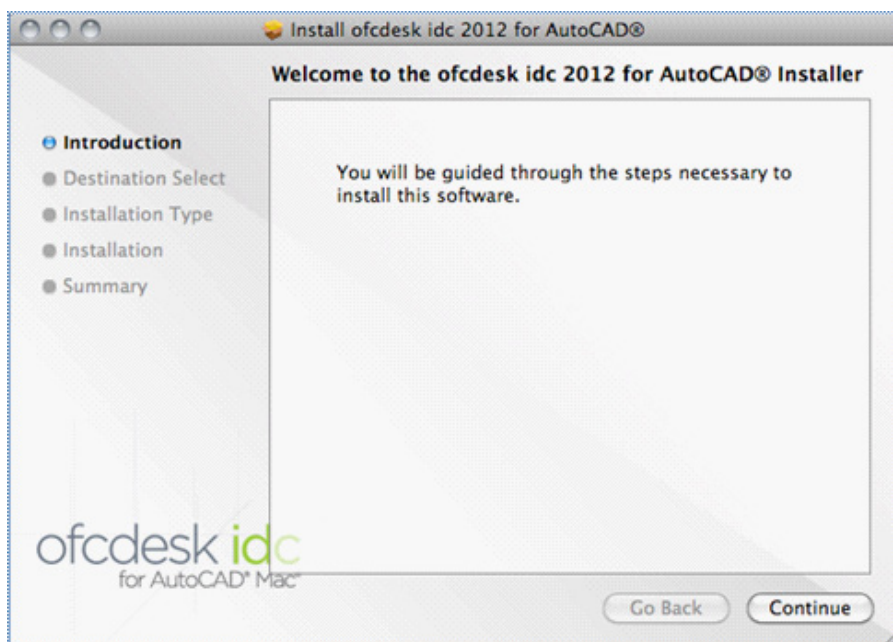 Install ofcdesk idc 2012 for AutoCAD®
Welcome to the ofcdesk idc 2012 for AutoCAD® Installer
Introduction
Destination Select
Installation Type
Installation
Summary
You will be guided through the steps necessary to
install this software.
ofcdesk idc
for AutoCAD® Mac®
Go Back
Continue